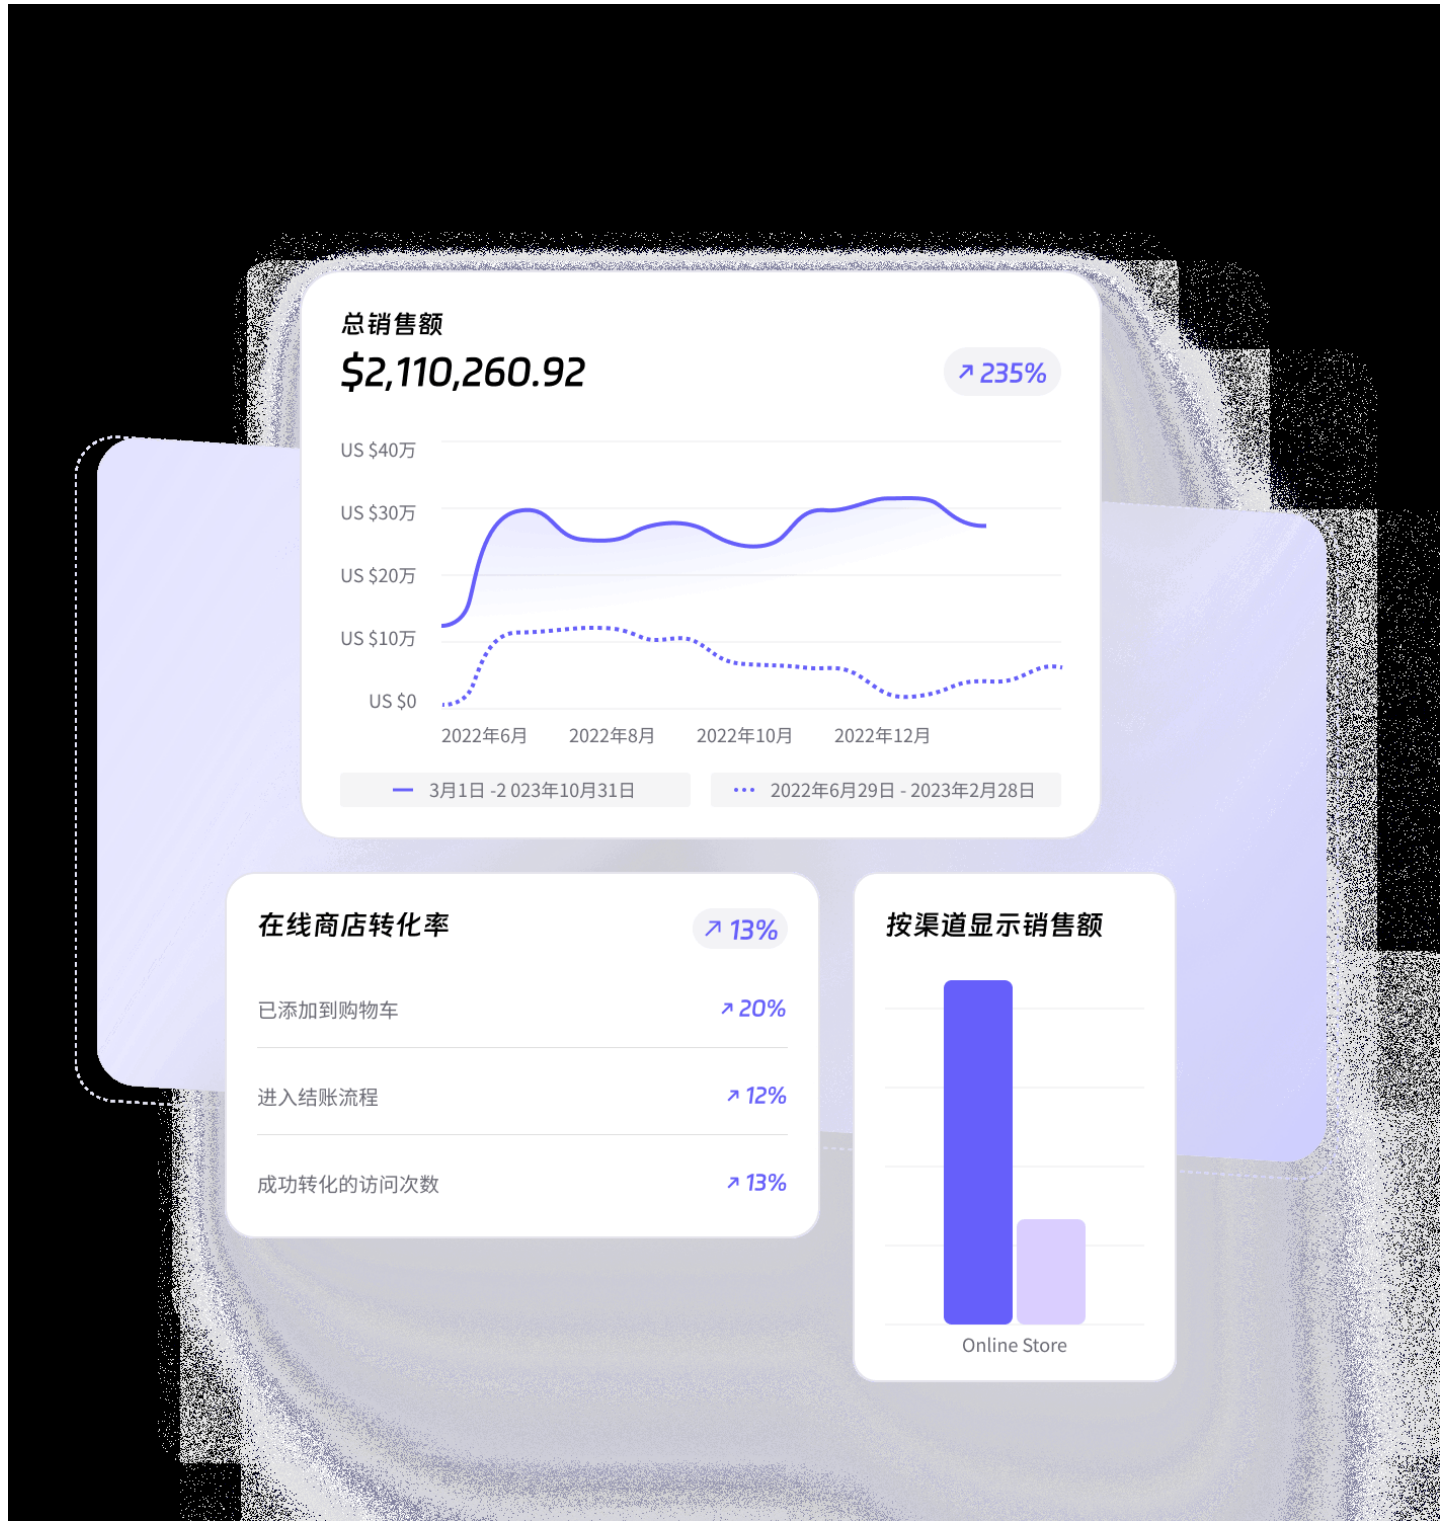 总销售额
$2,110,260.92
↗ 235%
US $40万
US $30万
US $20万
US $10万
US $0
2022年6月 2022年8月 2022年10月 2022年12月
3月1日 -2 023年10月31日
2022年6月29日 - 2023年2月28日
在线商店转化率
↗ 13%
已添加到购物车 ↗ 20%
进入结账流程 ↗ 12%
成功转化的访问次数 ↗ 13%
按渠道显示销售额
Online Store